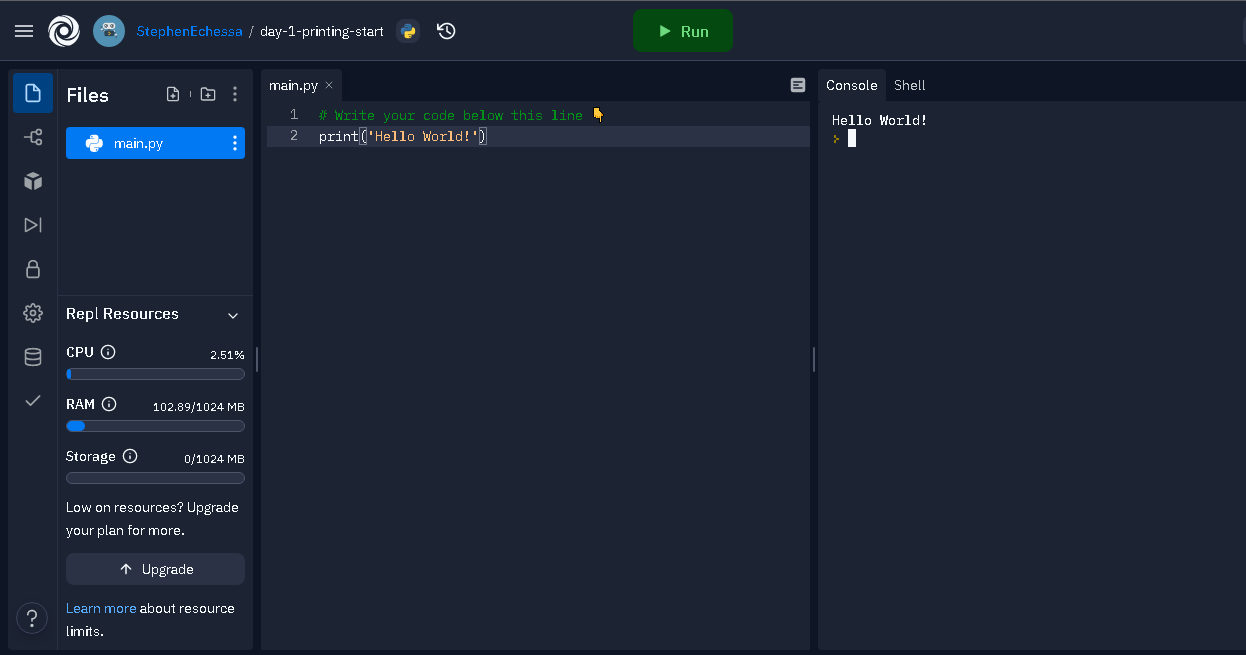 StephenEchessa / day-1-printing-start
Run
Files
main.py
Repl Resources
CPU
2.51%
RAM
102.89/1024 MB
Storage
0/1024 MB
Low on resources? Upgrade
your plan for more.
Upgrade
Learn more about resource
limits.
?
main.py ×
1 # Write your code below this line 👇
2 print('Hello World!')
Console Shell
Hello World!